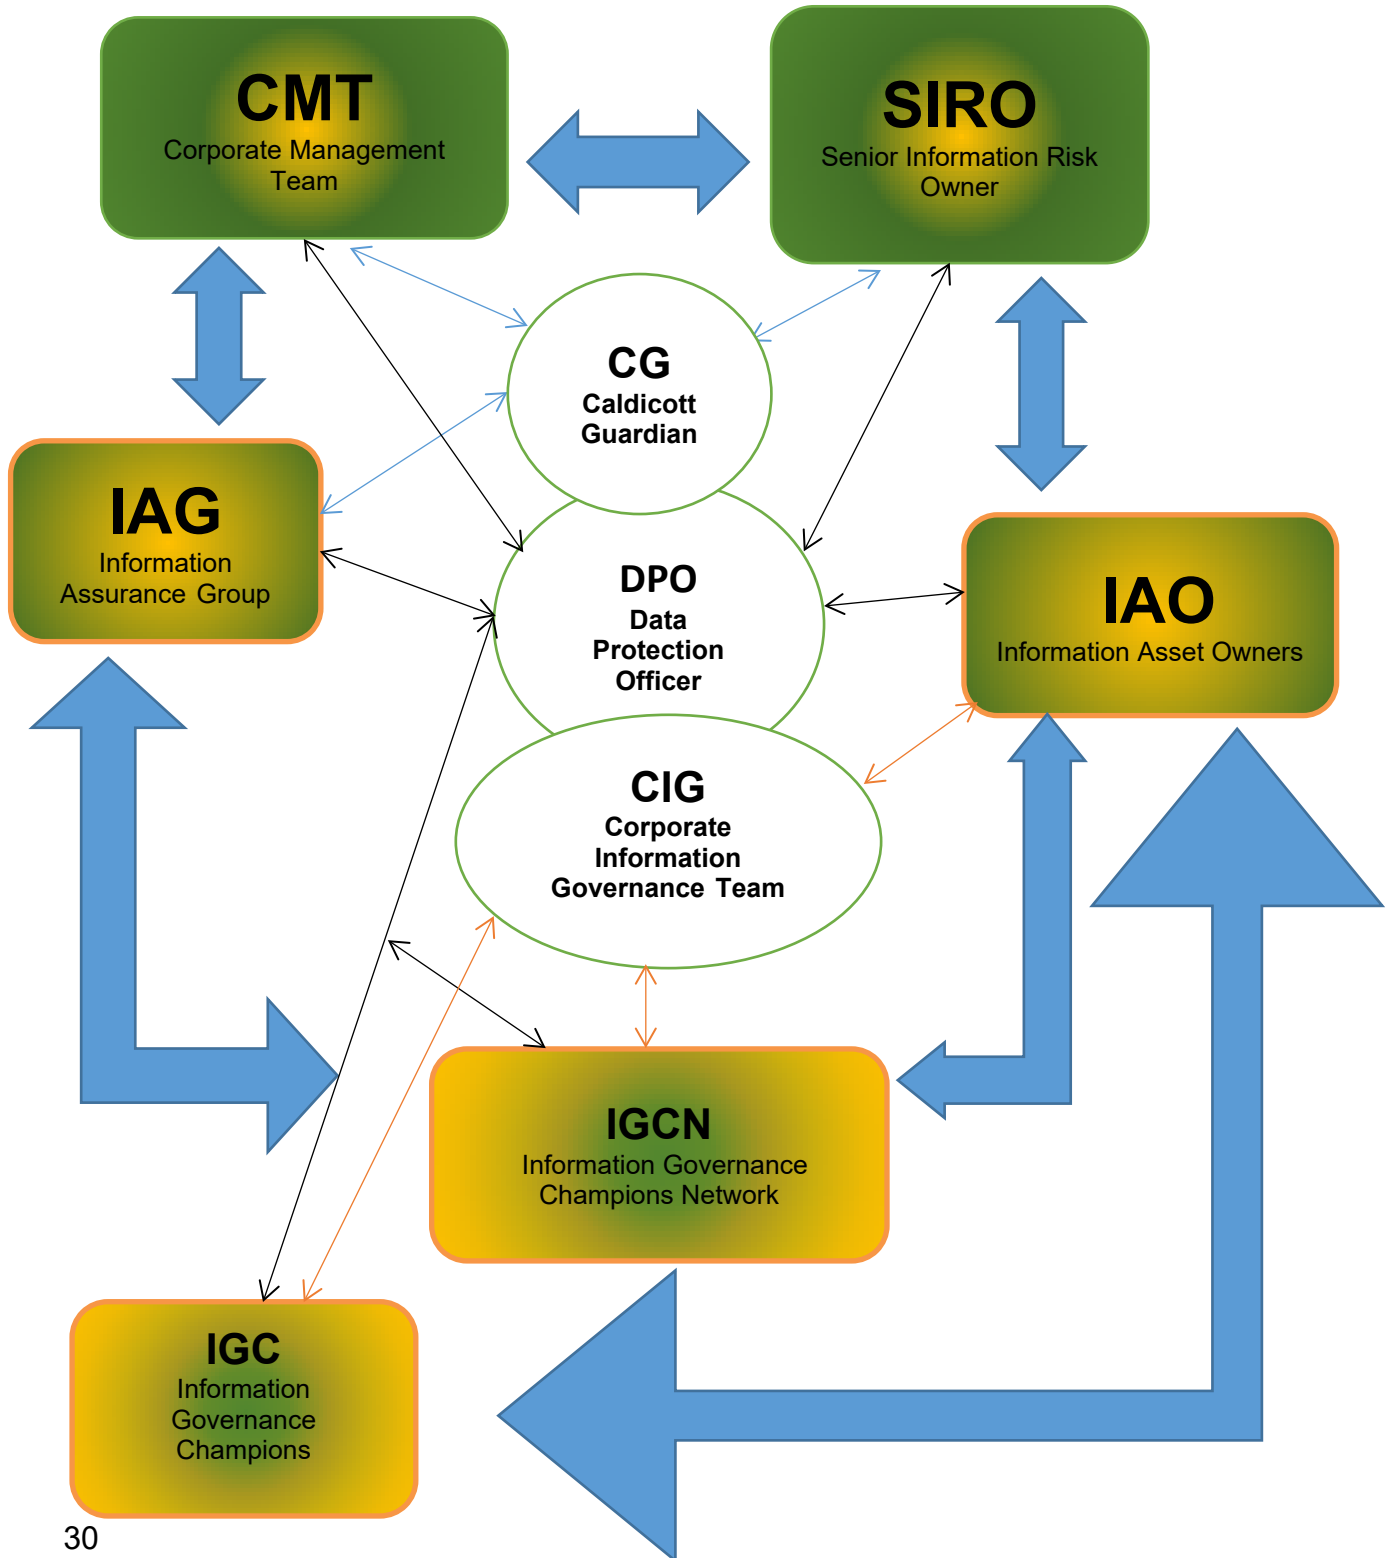 CMT
Corporate Management
Team
SIRO
Senior Information Risk
Owner
CG
Caldicott
Guardian
IAG
Information
Assurance Group
DPO
Data
Protection
Officer
IAO
Information Asset Owners
CIG
Corporate
Information
Governance Team
IGCN
Information Governance
Champions Network
IGC
Information
Governance
Champions
30